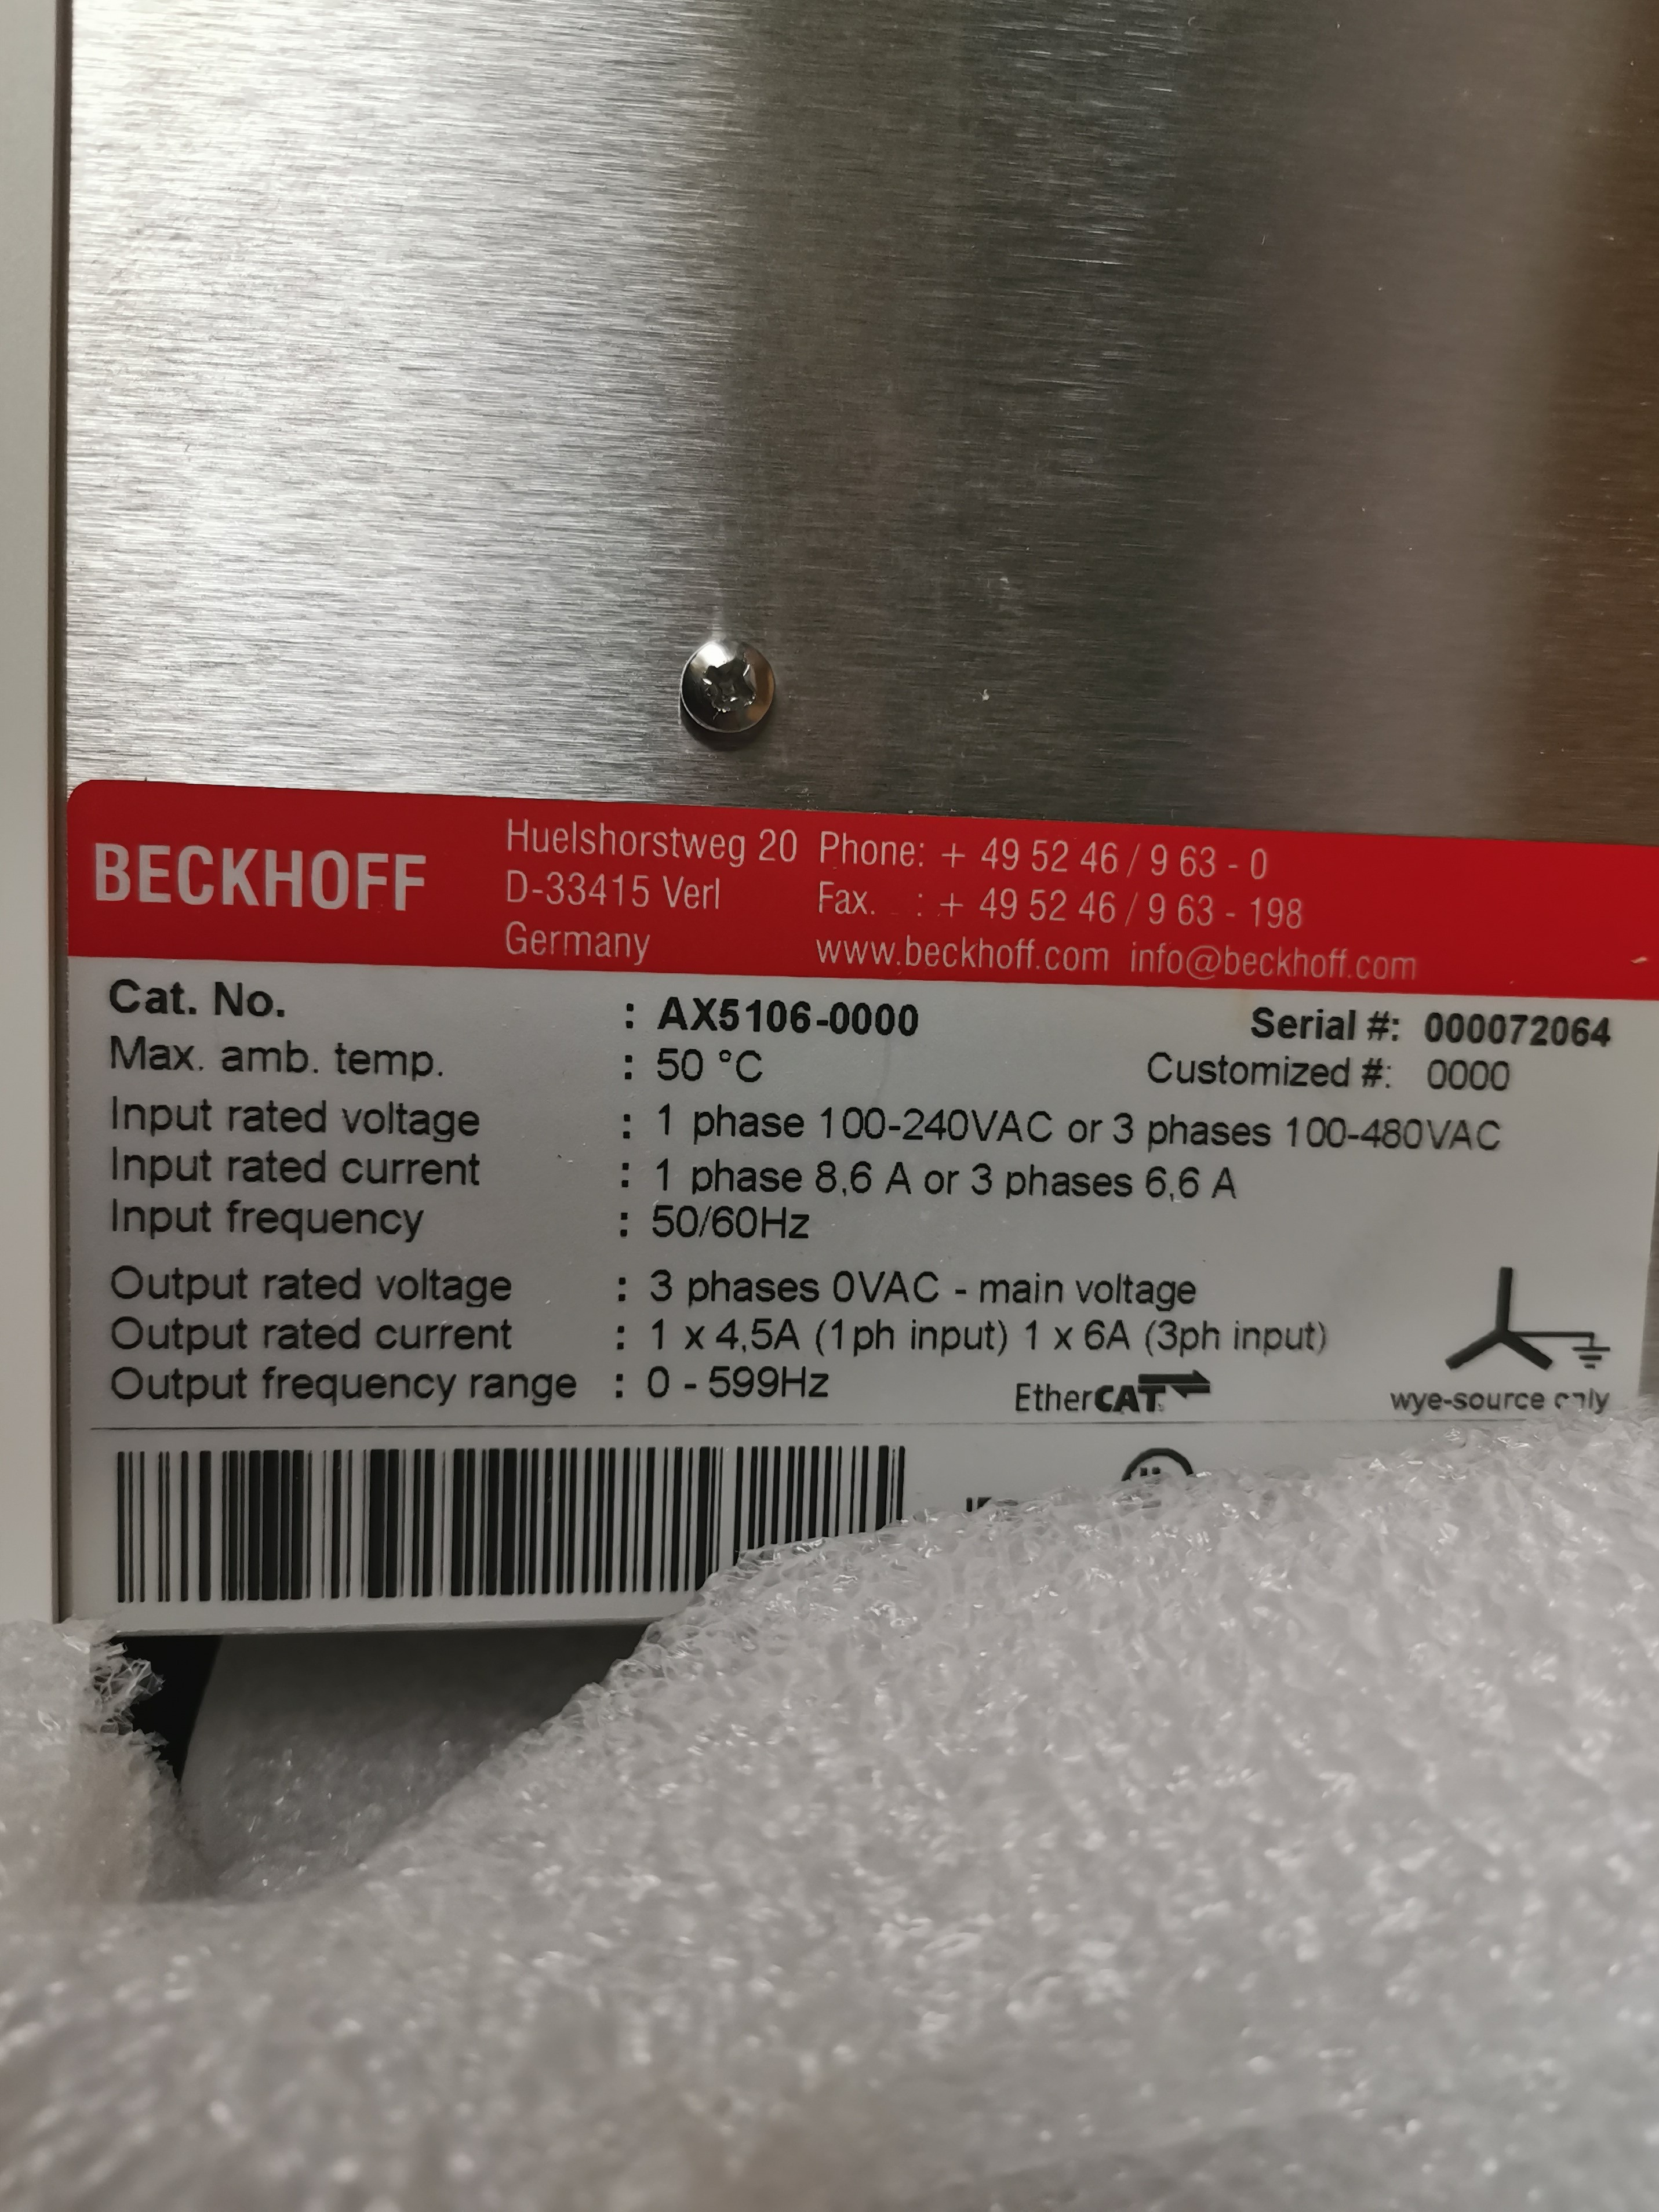 BECKHOFF
Huelshorstweg 20 Phone: + 49 52 46 / 9 63 - 0
D-33415 Verl Fax. : + 49 52 46 / 9 63 - 198
Germany www.beckhoff.com info@beckhoff.com
Cat. No. : AX5106-0000 Serial #: 000072064
Max. amb. temp. : 50 °C Customized #: 0000
Input rated voltage : 1 phase 100-240VAC or 3 phases 100-480VAC
Input rated current : 1 phase 8,6 A or 3 phases 6,6 A
Input frequency : 50/60Hz
Output rated voltage : 3 phases 0VAC - main voltage
Output rated current : 1 x 4,5A (1ph input) 1 x 6A (3ph input)
Output frequency range : 0 - 599Hz
EtherCAT
wye-source only